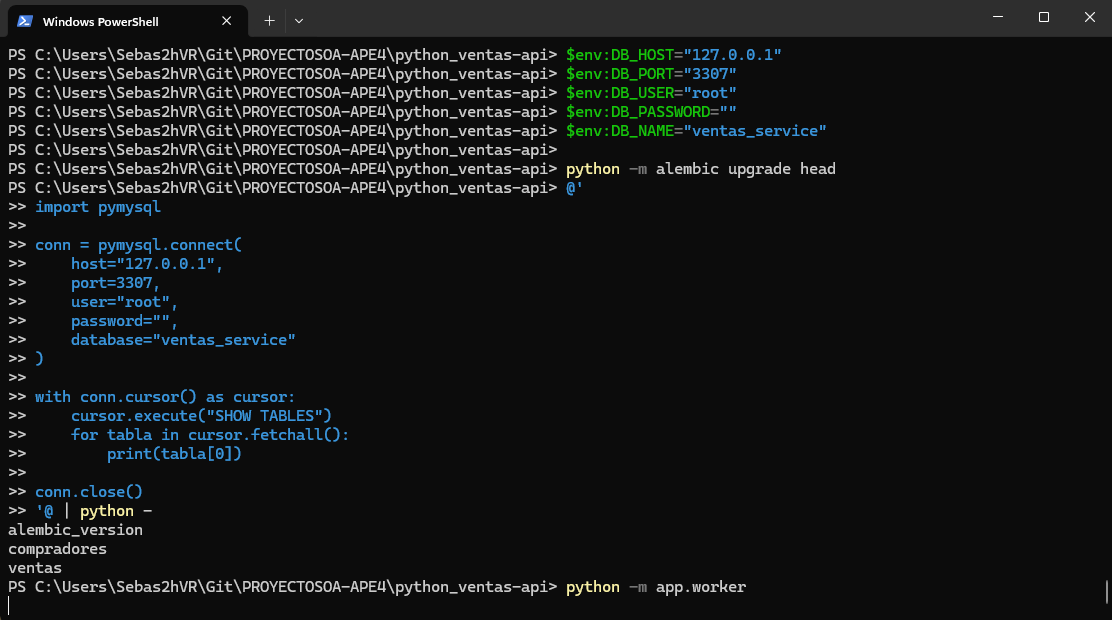 Windows PowerShell
PS C:\Users\Sebas2hVR\Git\PROYECTOSOA-APE4\python_ventas-api> $env:DB_HOST="127.0.0.1"
PS C:\Users\Sebas2hVR\Git\PROYECTOSOA-APE4\python_ventas-api> $env:DB_PORT="3307"
PS C:\Users\Sebas2hVR\Git\PROYECTOSOA-APE4\python_ventas-api> $env:DB_USER="root"
PS C:\Users\Sebas2hVR\Git\PROYECTOSOA-APE4\python_ventas-api> $env:DB_PASSWORD=""
PS C:\Users\Sebas2hVR\Git\PROYECTOSOA-APE4\python_ventas-api> $env:DB_NAME="ventas_service"
PS C:\Users\Sebas2hVR\Git\PROYECTOSOA-APE4\python_ventas-api>
PS C:\Users\Sebas2hVR\Git\PROYECTOSOA-APE4\python_ventas-api> python -m alembic upgrade head
PS C:\Users\Sebas2hVR\Git\PROYECTOSOA-APE4\python_ventas-api> @'
>> import pymysql
>>
>> conn = pymysql.connect(
>>     host="127.0.0.1",
>>     port=3307,
>>     user="root",
>>     password="",
>>     database="ventas_service"
>> )
>>
>> with conn.cursor() as cursor:
>>     cursor.execute("SHOW TABLES")
>>     for tabla in cursor.fetchall():
>>         print(tabla[0])
>>
>> conn.close()
>> '@ | python -
alembic_version
compradores
ventas
PS C:\Users\Sebas2hVR\Git\PROYECTOSOA-APE4\python_ventas-api> python -m app.worker